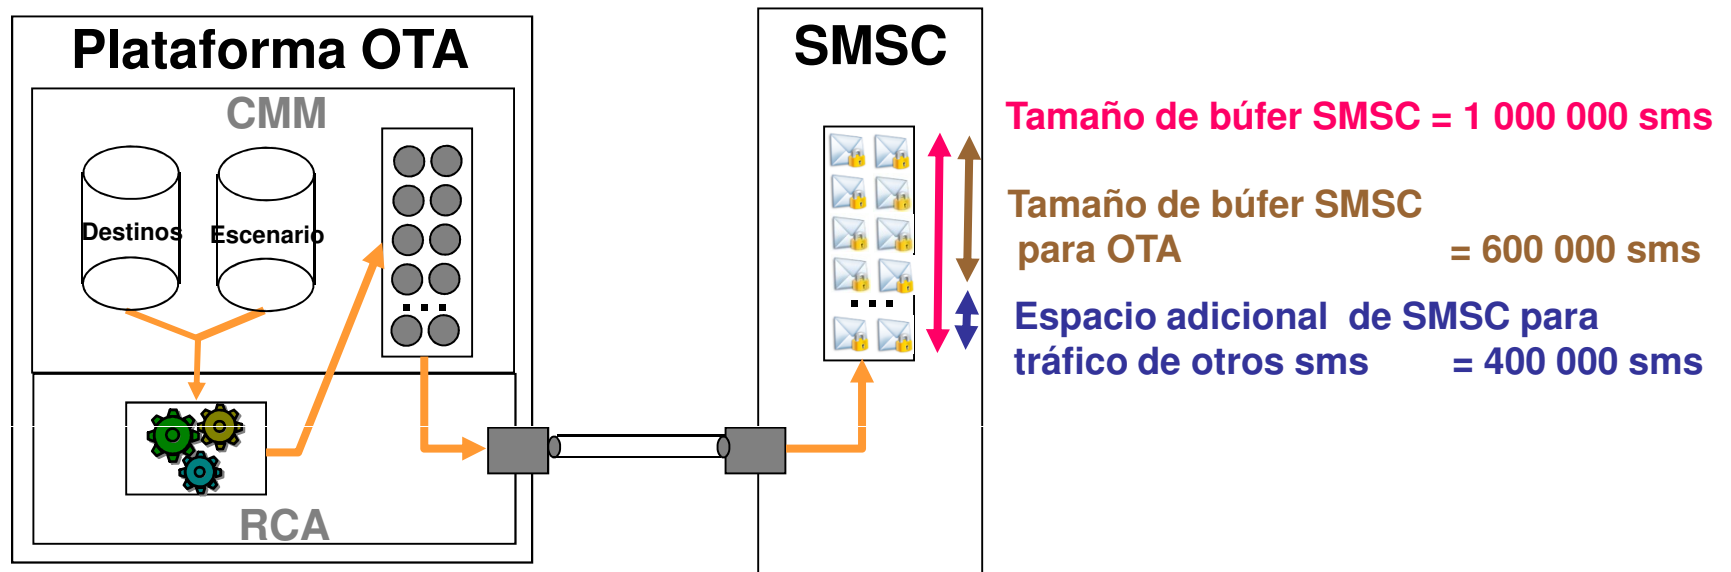 Plataforma OTA
CMM
Destinos
Escenario
RCA
SMSC
Tamaño de búfer SMSC = 1 000 000 sms
Tamaño de búfer SMSC
para OTA = 600 000 sms
Espacio adicional de SMSC para
tráfico de otros sms = 400 000 sms